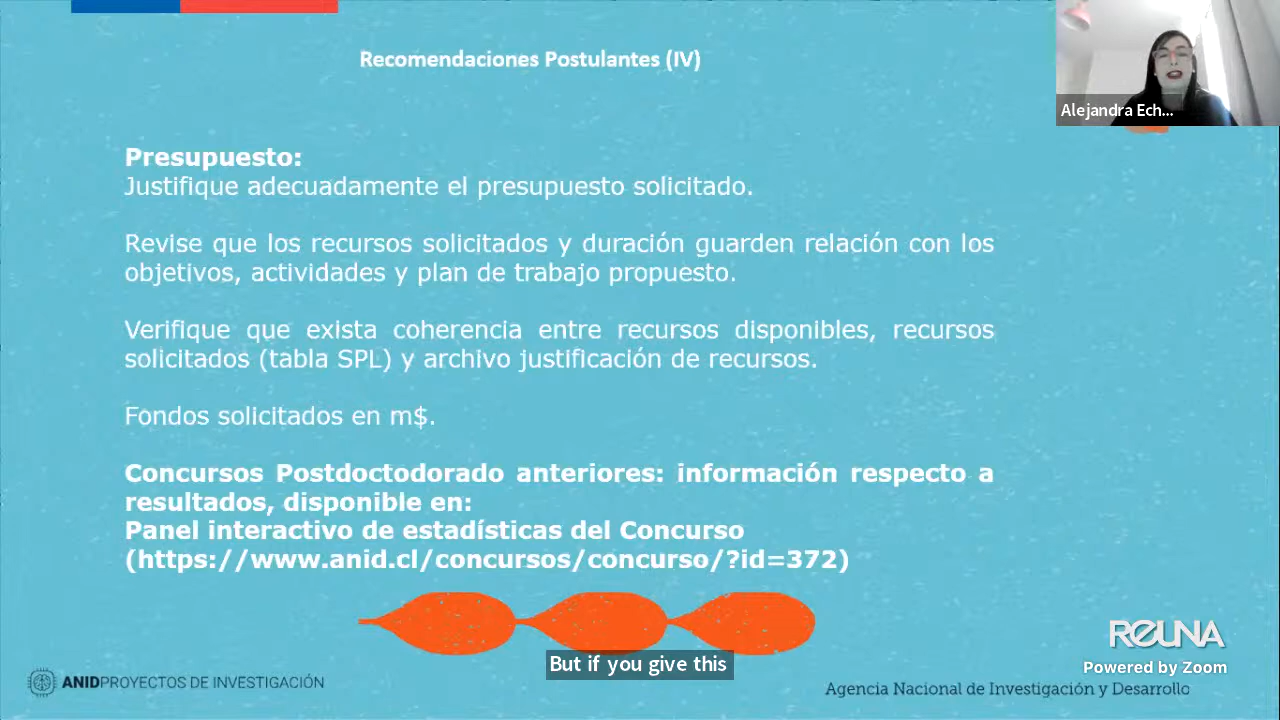 Recomendaciones Postulantes (IV)
Alejandra Ech...
Presupuesto:
Justifique adecuadamente el presupuesto solicitado.
Revise que los recursos solicitados y duración guarden relación con los
objetivos, actividades y plan de trabajo propuesto.
Verifique que exista coherencia entre recursos disponibles, recursos
solicitados (tabla SPL) y archivo justificación de recursos.
Fondos solicitados en m$.
Concursos Postdoctodorado anteriores: información respecto a
resultados, disponible en:
Panel interactivo de estadísticas del Concurso
(https://www.anid.cl/concursos/concurso/?id=372)
REUNA
But if you give this
Powered by Zoom
ANIDPROYECTOS DE INVESTIGACIÓN
Agencia Nacional de Investigación y Desarrollo